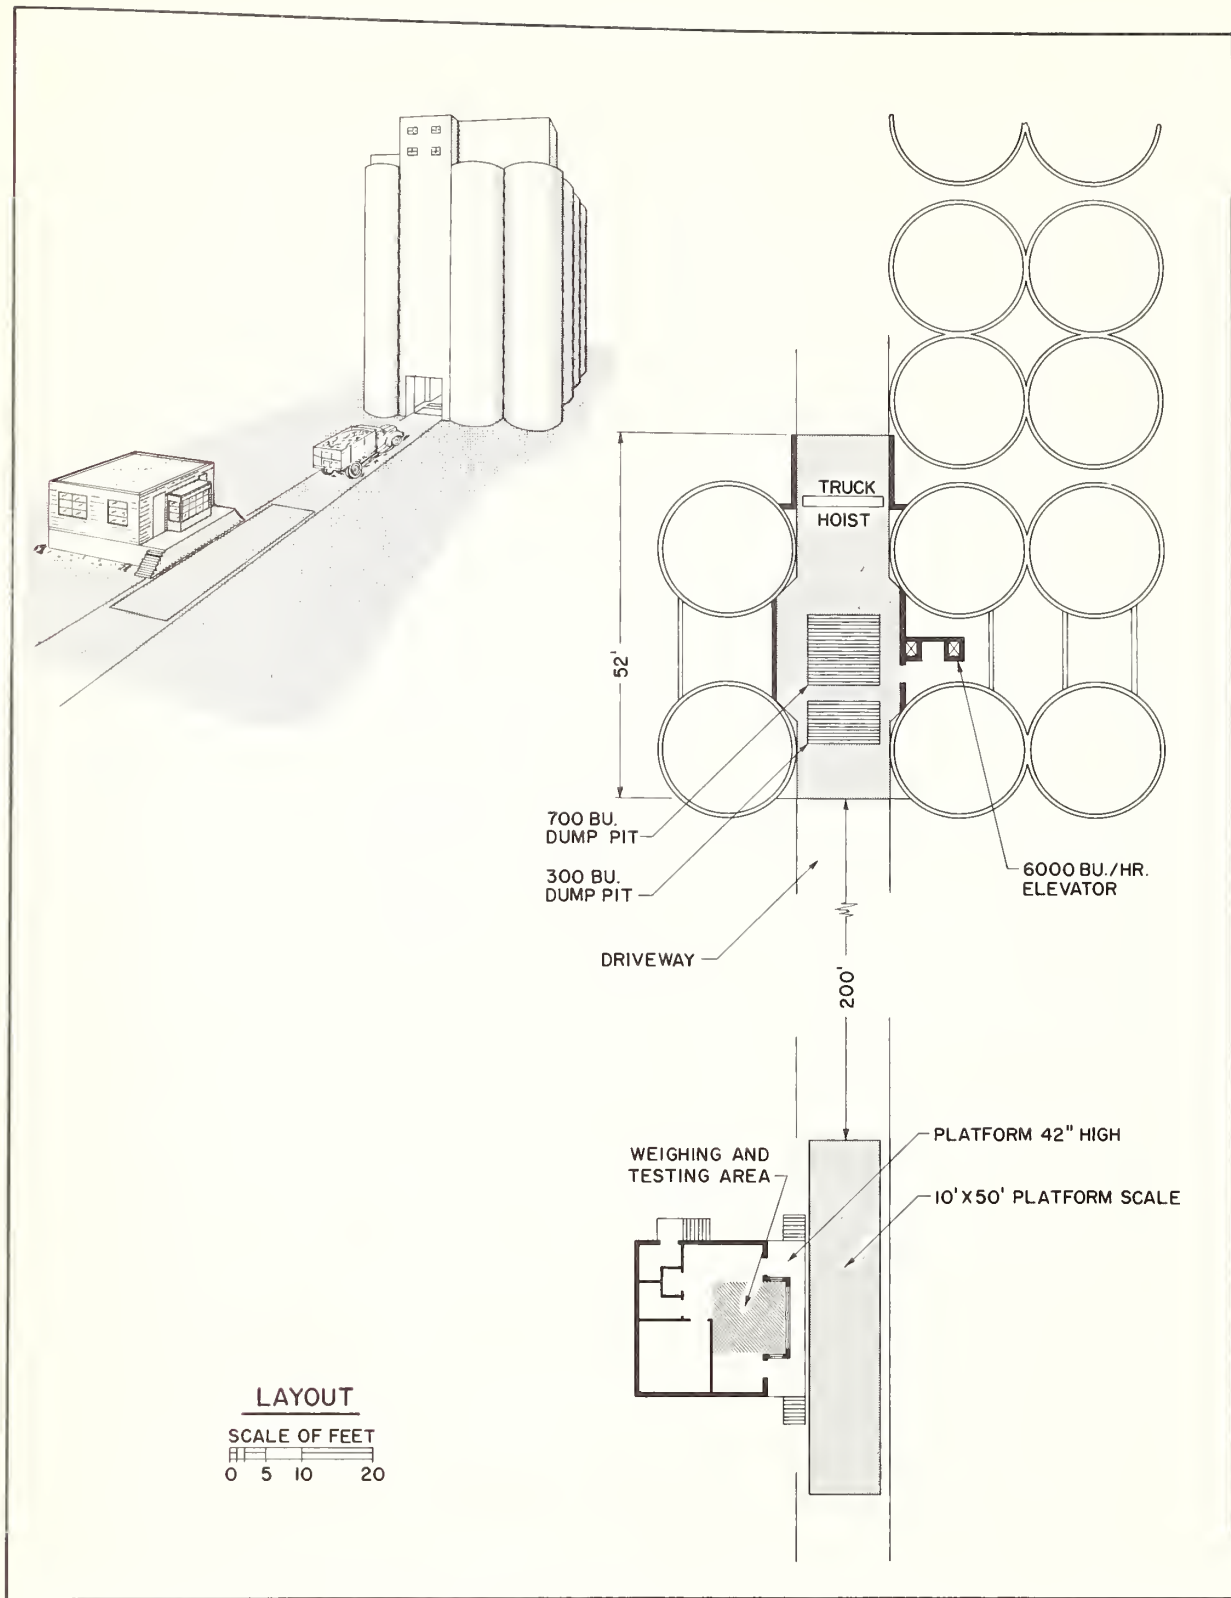 TRUCK
HOIST
52'
700 BU.
DUMP PIT
300 BU.
DUMP PIT
6000 BU./HR.
ELEVATOR
DRIVEWAY
200'
PLATFORM 42" HIGH
WEIGHING AND
TESTING AREA
10' X 50' PLATFORM SCALE
LAYOUT
SCALE OF FEET
0 5 10 20